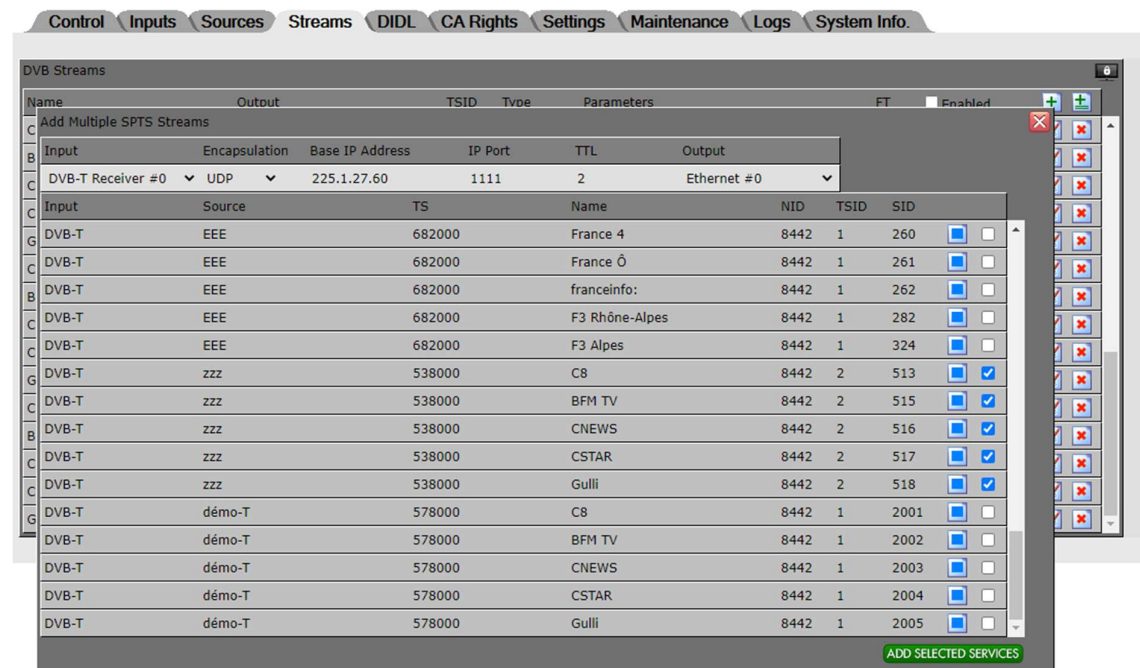 Control Inputs Sources Streams DIDL CA Rights Settings Maintenance Logs System Info.
DVB Streams
Name Output TSID Type Parameters FT Enabled
Add Multiple SPTS Streams
Input Encapsulation Base IP Address IP Port TTL Output
DVB-T Receiver #0 UDP 225.1.27.60 1111 2 Ethernet #0
Input Source TS Name NID TSID SID
DVB-T EEE 682000 France 4 8442 1 260
DVB-T EEE 682000 France Ô 8442 1 261
DVB-T EEE 682000 franceinfo: 8442 1 262
DVB-T EEE 682000 F3 Rhône-Alpes 8442 1 282
DVB-T EEE 682000 F3 Alpes 8442 1 324
DVB-T zzz 538000 C8 8442 2 513
DVB-T zzz 538000 BFM TV 8442 2 515
DVB-T zzz 538000 CNEWS 8442 2 516
DVB-T zzz 538000 CSTAR 8442 2 517
DVB-T zzz 538000 Gulli 8442 2 518
DVB-T démo-T 578000 C8 8442 1 2001
DVB-T démo-T 578000 BFM TV 8442 1 2002
DVB-T démo-T 578000 CNEWS 8442 1 2003
DVB-T démo-T 578000 CSTAR 8442 1 2004
DVB-T démo-T 578000 Gulli 8442 1 2005
ADD SELECTED SERVICES